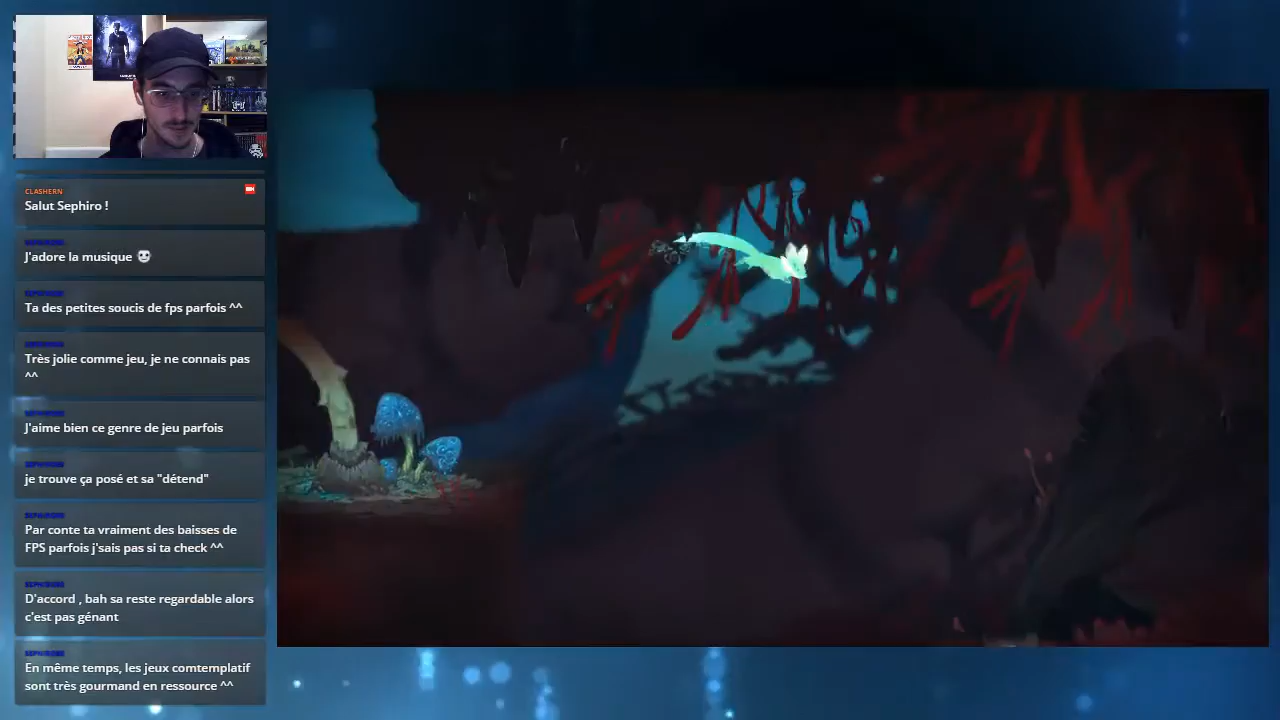 CLASHERN
Salut Sephiro !
J'adore la musique
Ta des petites soucis de fps parfois ^^
Très jolie comme jeu, je ne connais pas
^^
J'aime bien ce genre de jeu parfois
je trouve ça posé et sa "détend"
Par conte ta vraiment des baisses de
FPS parfois j'sais pas si ta check ^^
D'accord , bah sa reste regardable alors
c'est pas génant
En même temps, les jeux comtemplatif
sont très gourmand en ressource ^^